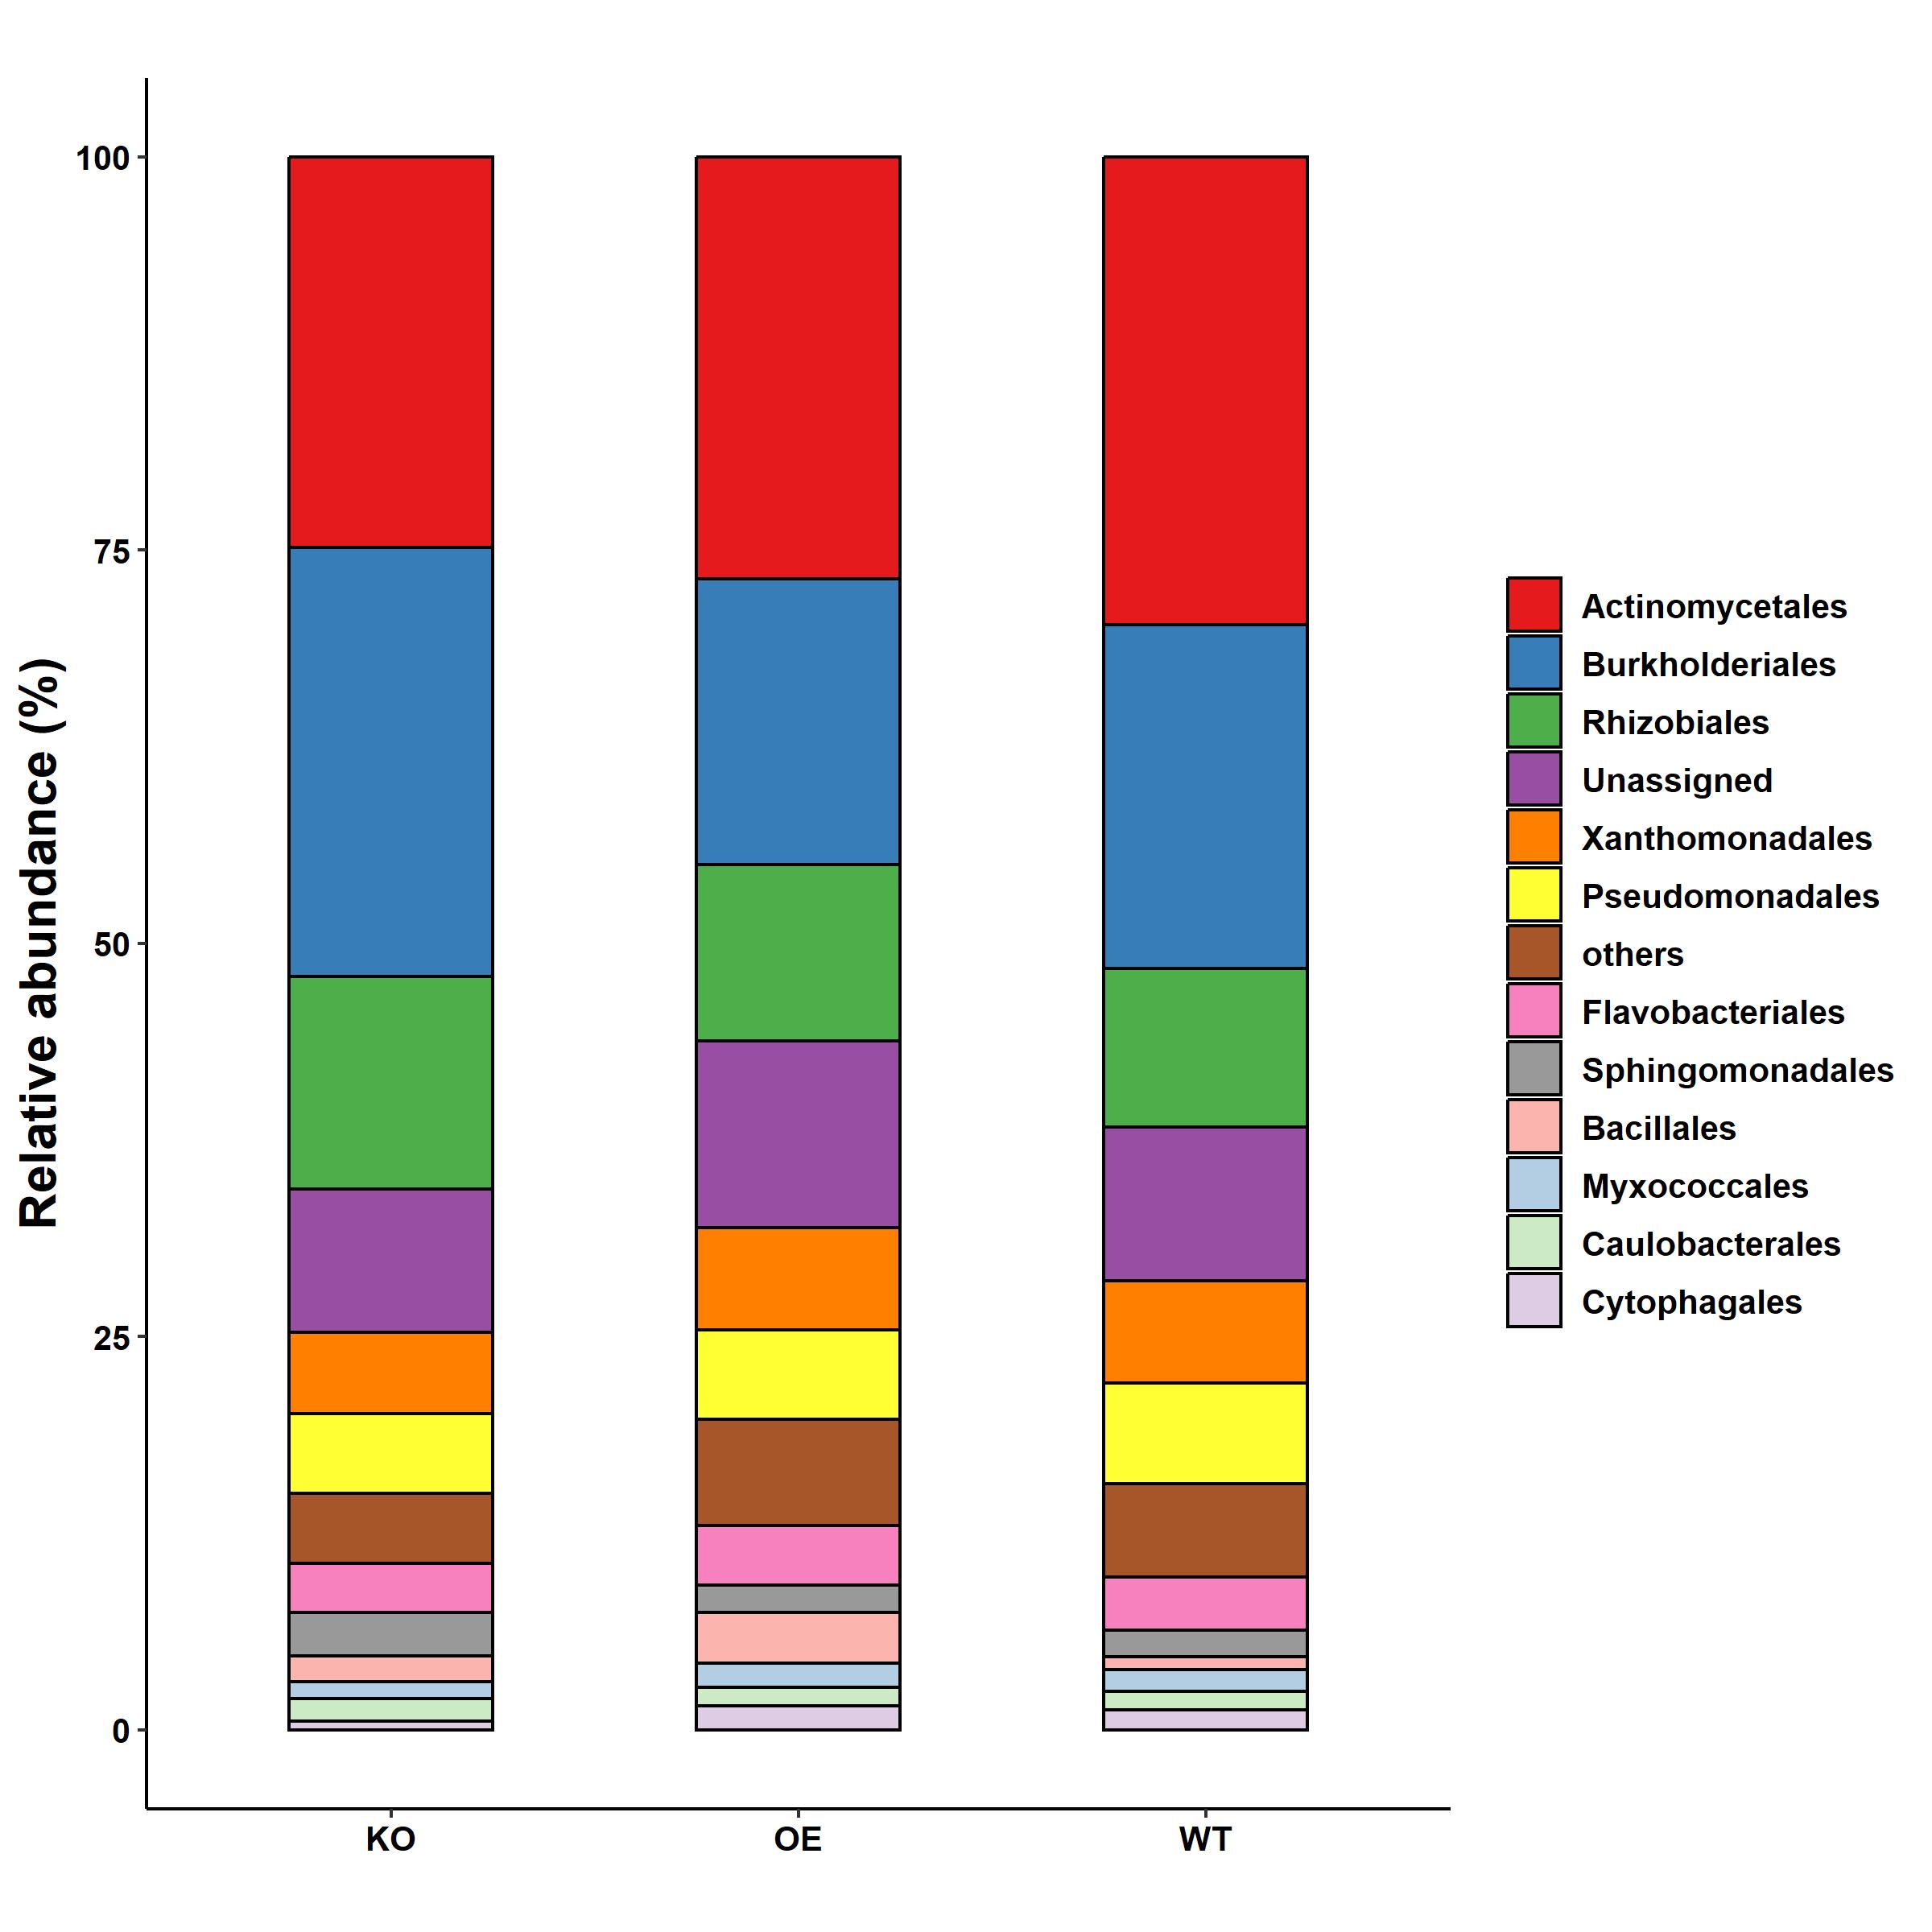 Relative abundance (%)
100
75
50
25
0
KO
OE
WT
Actinomycetales
Burkholderiales
Rhizobiales
Unassigned
Xanthomonadales
Pseudomonadales
others
Flavobacteriales
Sphingomonadales
Bacillales
Myxococcales
Caulobacterales
Cytophagales